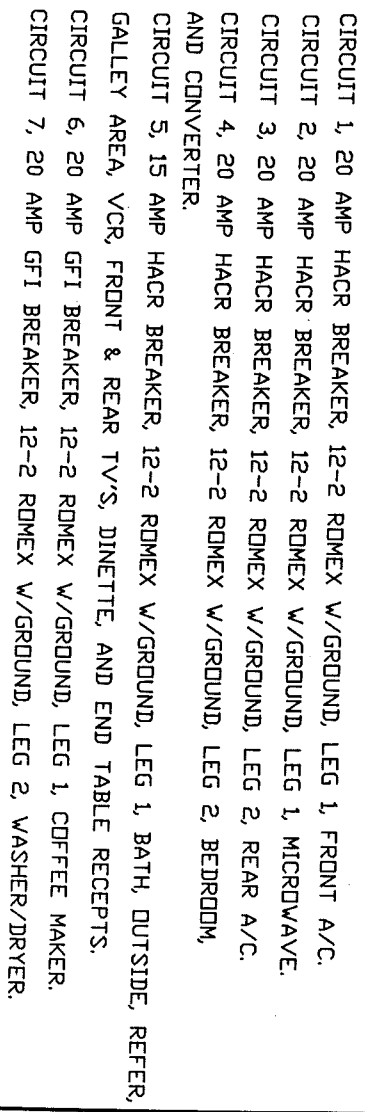 CIRCUIT 1, 20 AMP HACR BREAKER, 12-2 ROMEX W/GROUND, LEG 1, FRONT A/C.
CIRCUIT 2, 20 AMP HACR BREAKER, 12-2 ROMEX W/GROUND, LEG 1, MICROWAVE.
CIRCUIT 3, 20 AMP HACR BREAKER, 12-2 ROMEX W/GROUND, LEG 2, REAR A/C.
CIRCUIT 4, 20 AMP HACR BREAKER, 12-2 ROMEX W/GROUND, LEG 2, BEDROOM,
AND CONVERTER.
CIRCUIT 5, 15 AMP HACR BREAKER, 12-2 ROMEX W/GROUND, LEG 1, BATH, OUTSIDE, REFER,
GALLEY AREA, VCR, FRONT & REAR TV'S, DINETTE, AND END TABLE RECEPTS.
CIRCUIT 6, 20 AMP GFI BREAKER, 12-2 ROMEX W/GROUND, LEG 1, COFFEE MAKER.
CIRCUIT 7, 20 AMP GFI BREAKER, 12-2 ROMEX W/GROUND, LEG 2, WASHER/DRYER.